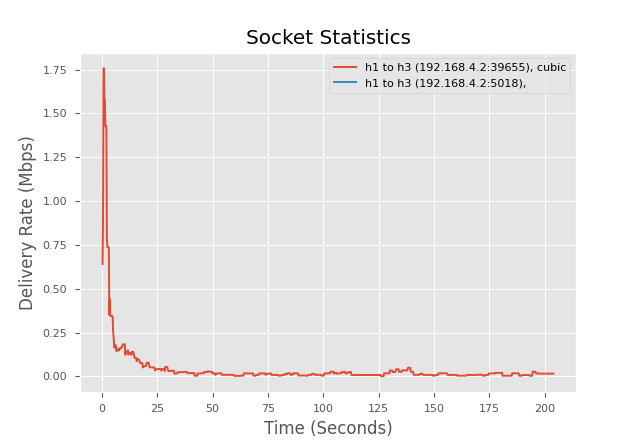 Socket Statistics
h1 to h3 (192.168.4.2:39655), cubic
h1 to h3 (192.168.4.2:5018),
Delivery Rate (Mbps)
1.75
1.50
1.25
1.00
0.75
0.50
0.25
0.00
0 25 50 75 100 125 150 175 200
Time (Seconds)